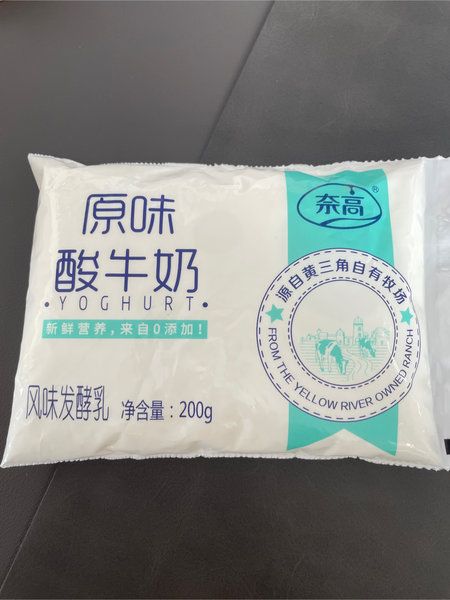 奈高®
原味
酸牛奶
·YOGHURT·
新鲜营养，来自0添加！
源自黄三角自有牧场
FROM THE YELLOW RIVER OWNED RANCH
风味发酵乳 净含量：200g